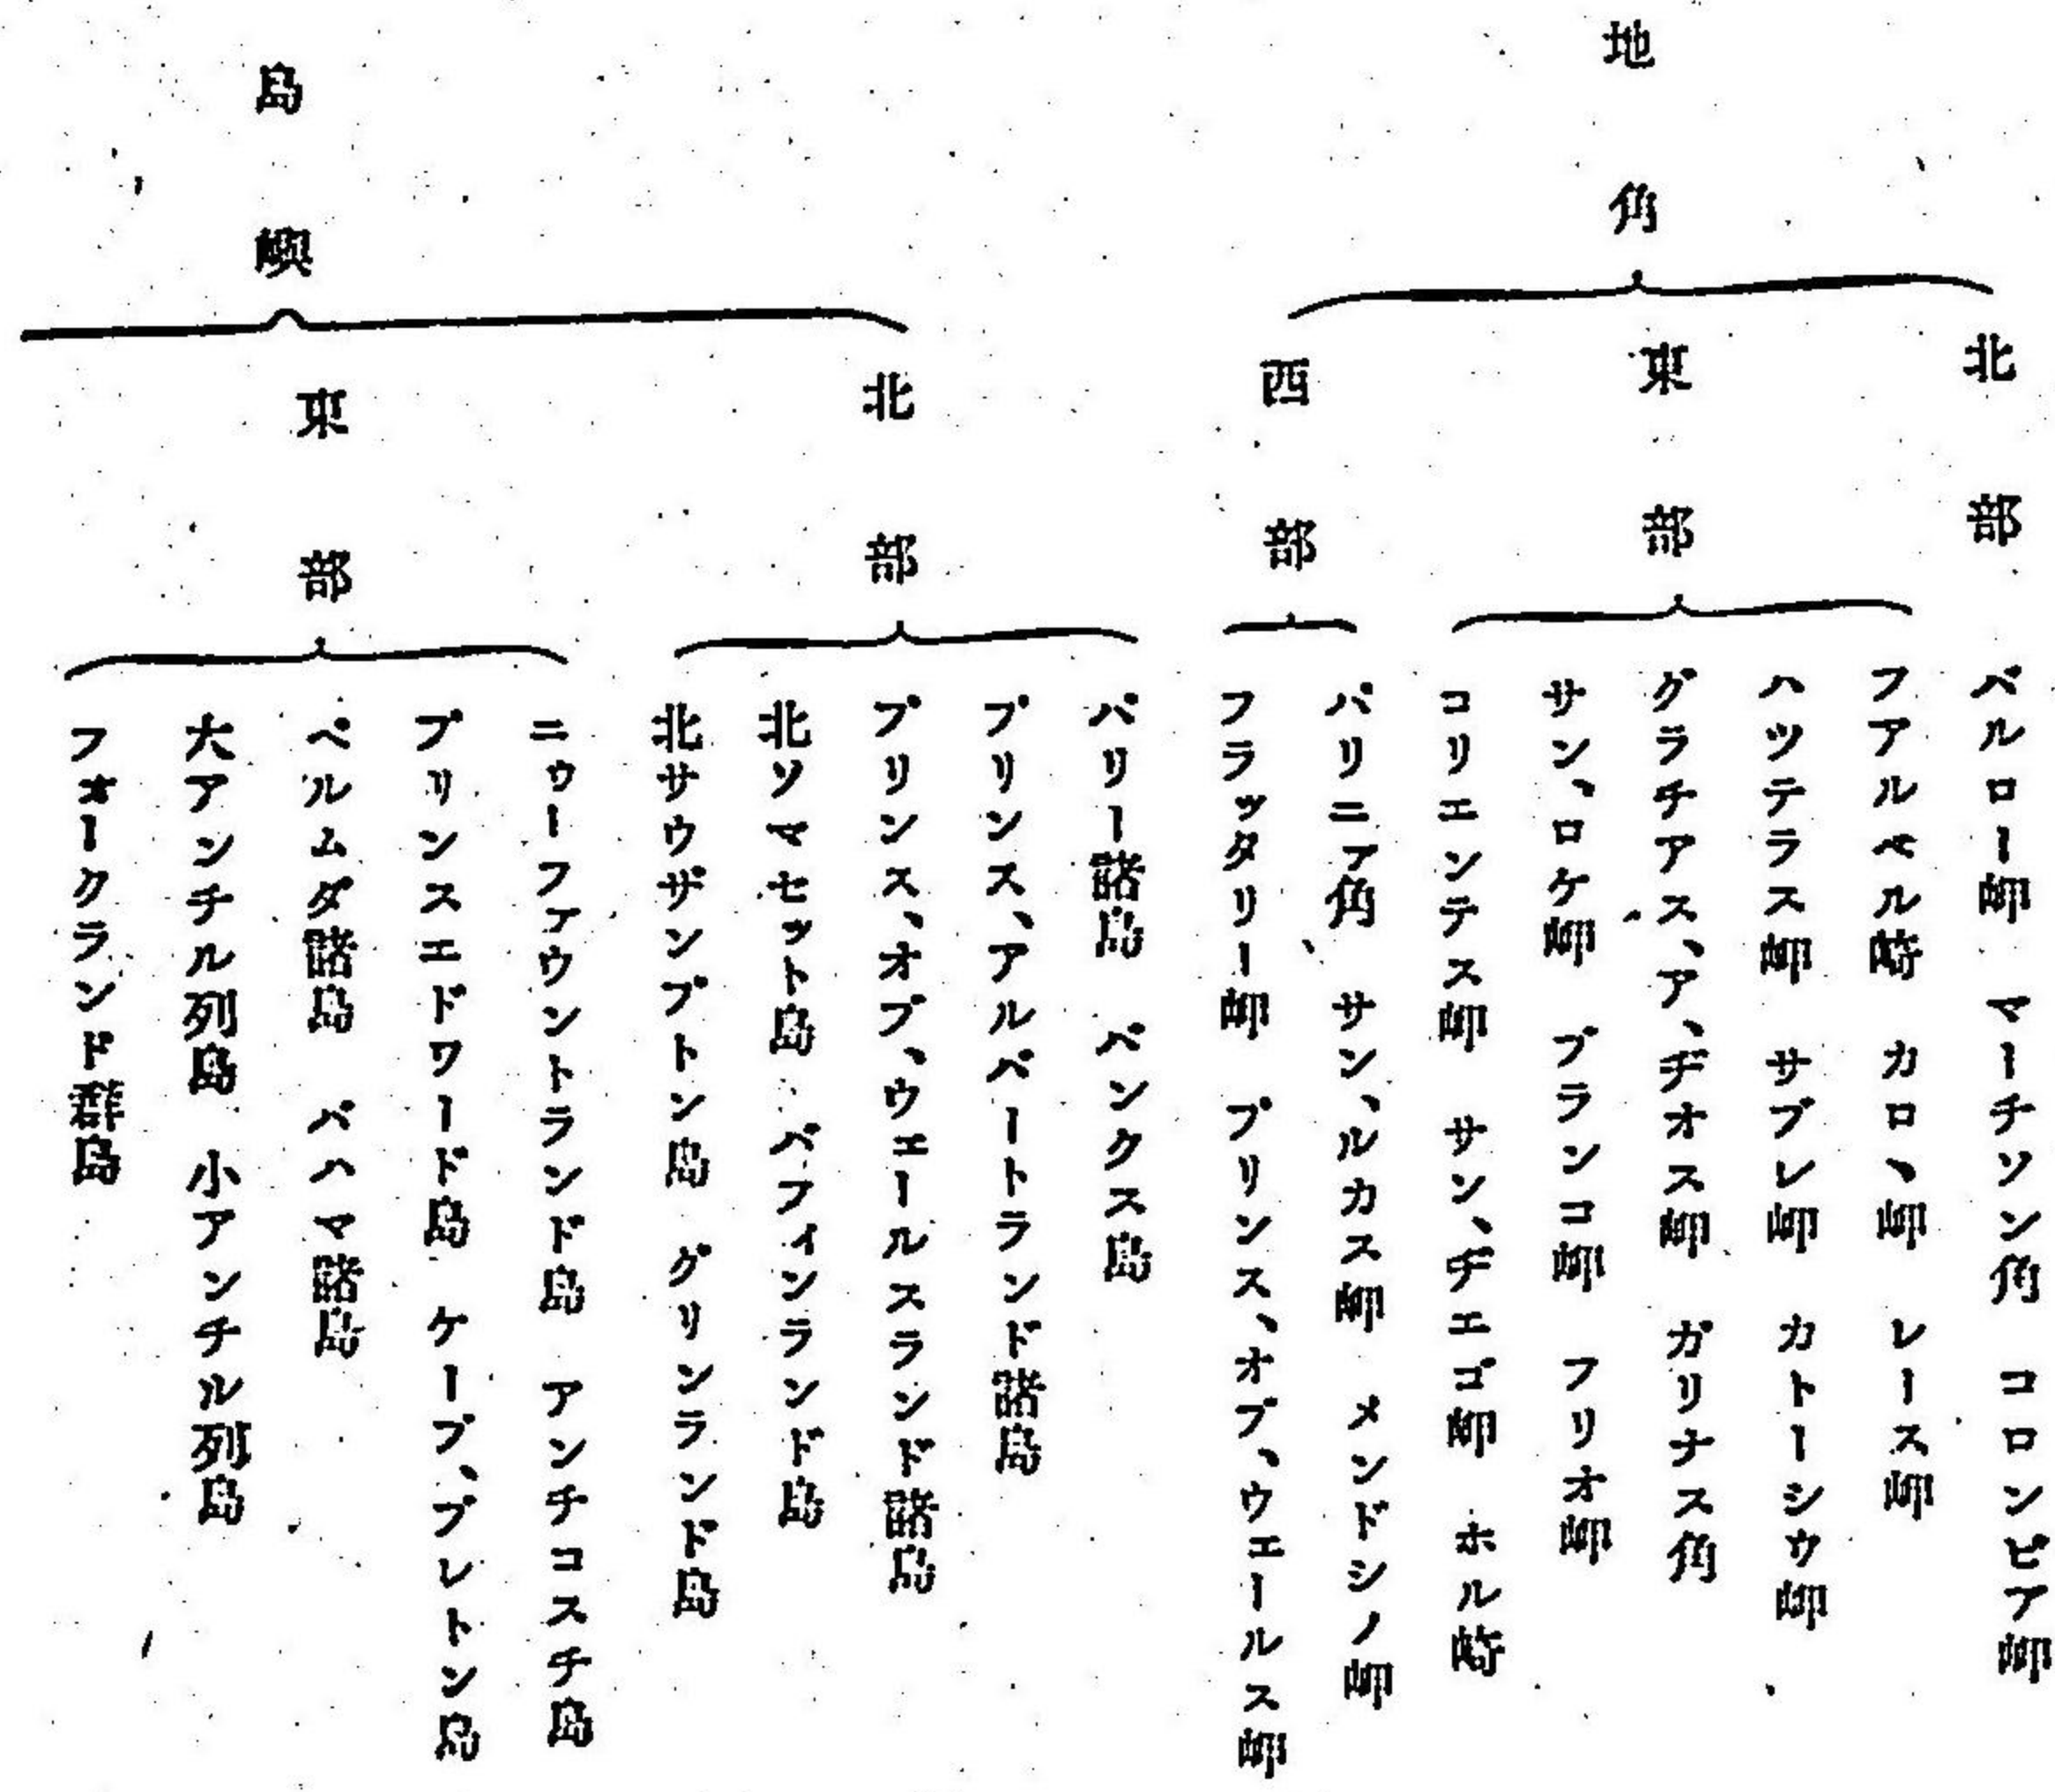 地角
北部
バルロー岬 マーチソン角 コロンビア岬
東部
フアルベル崎 カロヽ岬 レース岬
ハツテラス岬 サブレ岬 カトーシウ岬
グラチアス、ア、ヂオス岬 ガリナス角
サン、ロケ岬 ブランコ岬 フリオ岬
コリエンテス岬 サン、ヂエゴ岬 ホル崎
西部
パリニア角 サン、ルカス岬 メンドシノ岬
フラッタリー岬 プリンス、オブ、ウエールス岬
島嶼
北部
パリー諸島 バンクス島
プリンス、アルバートランド諸島
プリンス、オブ、ウエールスランド諸島
北ソマセット島 バフィンランド島
北サウザンプトン島 グリンランド島
東部
ニゥーファウントランド島 アンチコスチ島
プリンスエドワード島 ケープ、ブレトン島
ベルムダ諸島 バハマ諸島
大アンチル列島 小アンチル列島
フォークランド群島